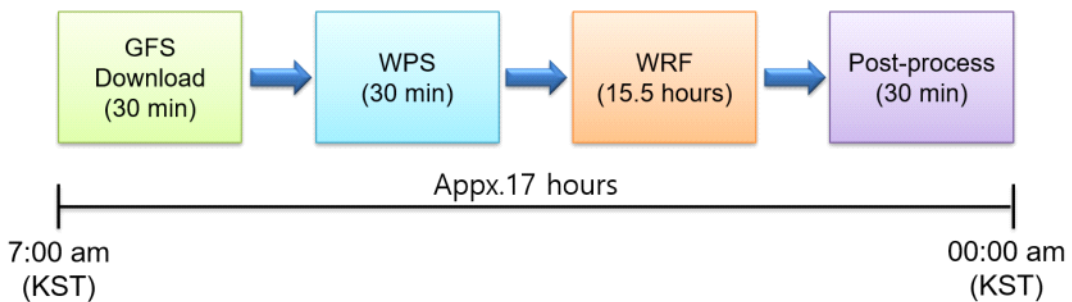 GFS
Download
(30 min)
WPS
(30 min)
WRF
(15.5 hours)
Post-process
(30 min)
Appx.17 hours
7:00 am
(KST)
00:00 am
(KST)